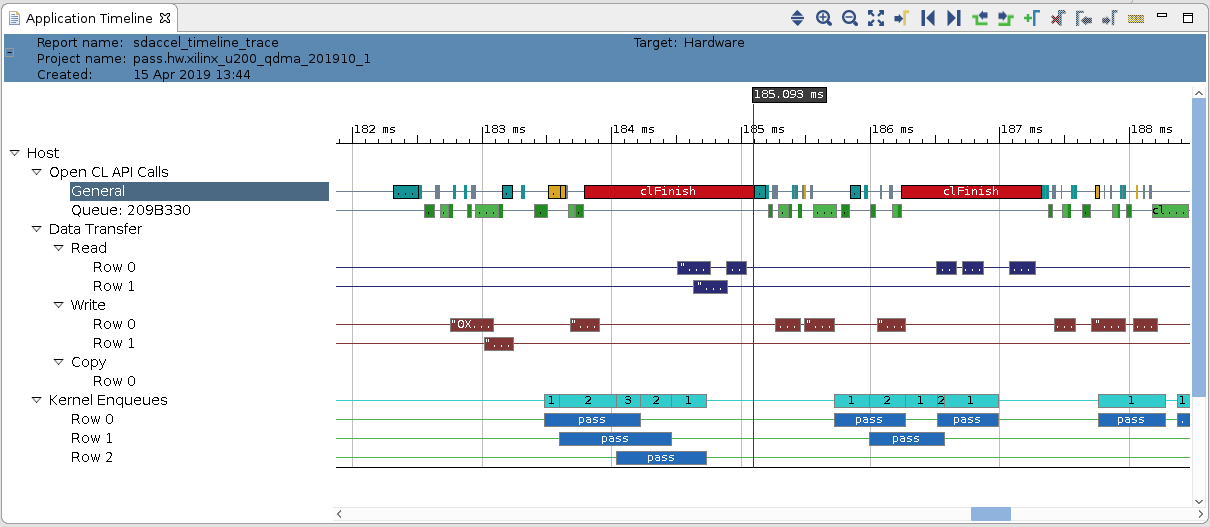 Application Timeline
Report name: sdaccel_timeline_trace Target: Hardware
Project name: pass.hw.xilinx_u200_qdma_201910_1
Created: 15 Apr 2019 13:44
185.093 ms
182 ms 183 ms 184 ms 185 ms 186 ms 187 ms 188 ms
Host
Open CL API Calls
General ... . clFinish . . clFinish
Queue: 209B330 . . ... . . . ... . cl...
Data Transfer
Read
Row 0 "... .. .. ... ...
Row 1 "...
Write
Row 0 "0X... "... ... "... "... ... "... ...
Row 1 "...
Copy
Row 0
Kernel Enqueues 1 2 3 2 1 1 2 1 2 1 1 1
Row 0 pass pass pass pass .
Row 1 pass pass
Row 2 pass